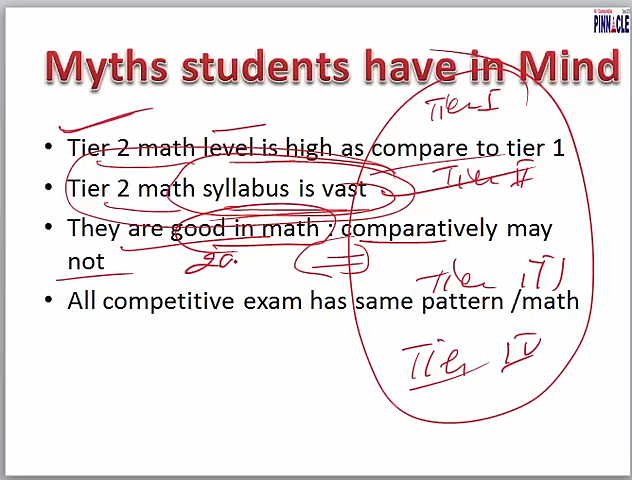 PINNACLE
Myths students have in Mind
Tier I
• Tier 2 math level is high as compare to tier 1
Tier II
• Tier 2 math syllabus is vast
• They are good in math : comparatively may
not
20.
Tier III
• All competitive exam has same pattern /math
Tier IV